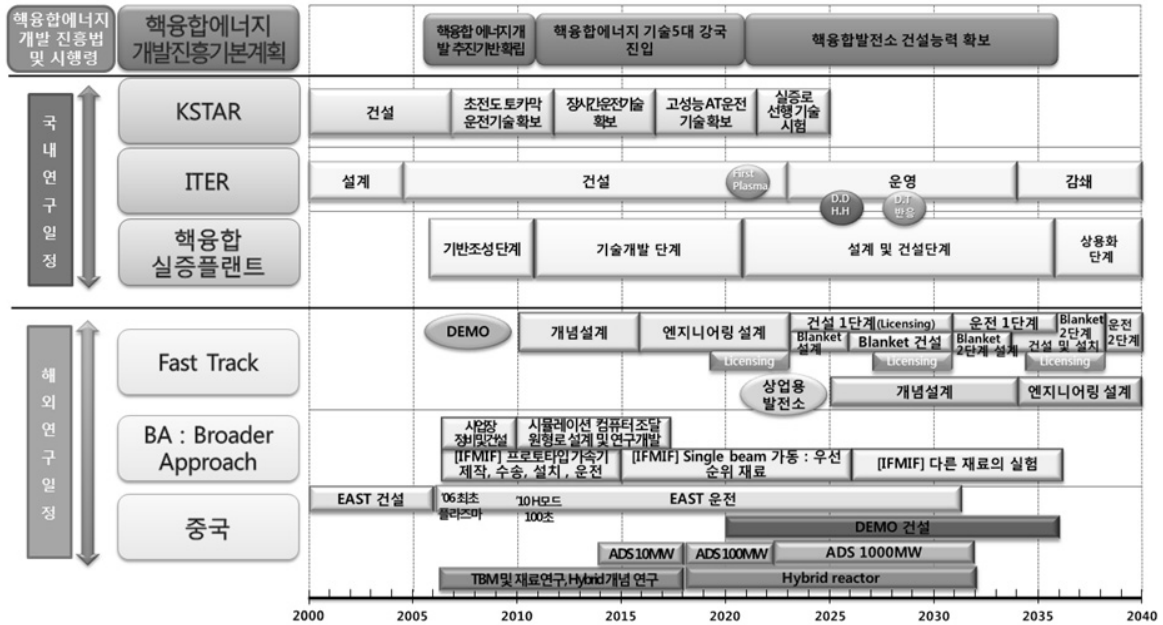 핵융합에너지
개발 진흥법
및 시행령
핵융합에너지
개발진흥기본계획
핵융합 에너지 개
발 추진기반 확립
핵융합에너지 기술5대 강국
진입
핵융합발전소 건설능력 확보
국내연구일정
KSTAR
건설
초전도 토카막
운전기술 확보
장시간운전기술
확보
고성능 AT운전
기술 확보
실증로
선행 기술
시험
ITER
설계
건설
First
Plasma
운영
감쇄
D.D
H.H
D.T
반응
핵융합
실증플랜트
기반조성 단계
기술개발 단계
설계 및 건설단계
상용화
단계
해외연구일정
Fast Track
DEMO
개념설계
엔지니어링 설계
건설 1단계(Licensing)
운전 1단계
Blanket
2단계
건설 및 설치
운전
2단계
Blanket
설계
Blanket 건설
Blanket
2단계 설계
Licensing
Licensing
Licensing
상업용
발전소
개념설계
엔지니어링 설계
BA : Broader
Approach
사업장
정비및건설
시뮬레이션 컴퓨터 조달
원형로 설계 및 연구개발
[IFMIF] 프로토타입 가속기
제작, 수송, 설치 , 운전
[IFMIF] Single beam 가동 : 우선
순위 재료
[IFMIF] 다른 재료의 실험
중국
EAST 건설
'06 최초
플라즈마
'10 H모드
100초
EAST 운전
DEMO 건설
ADS 10MW
ADS 100MW
ADS 1000MW
TBM 및 재료연구, Hybrid 개념 연구
Hybrid reactor
2000 2005 2010 2015 2020 2025 2030 2035 2040